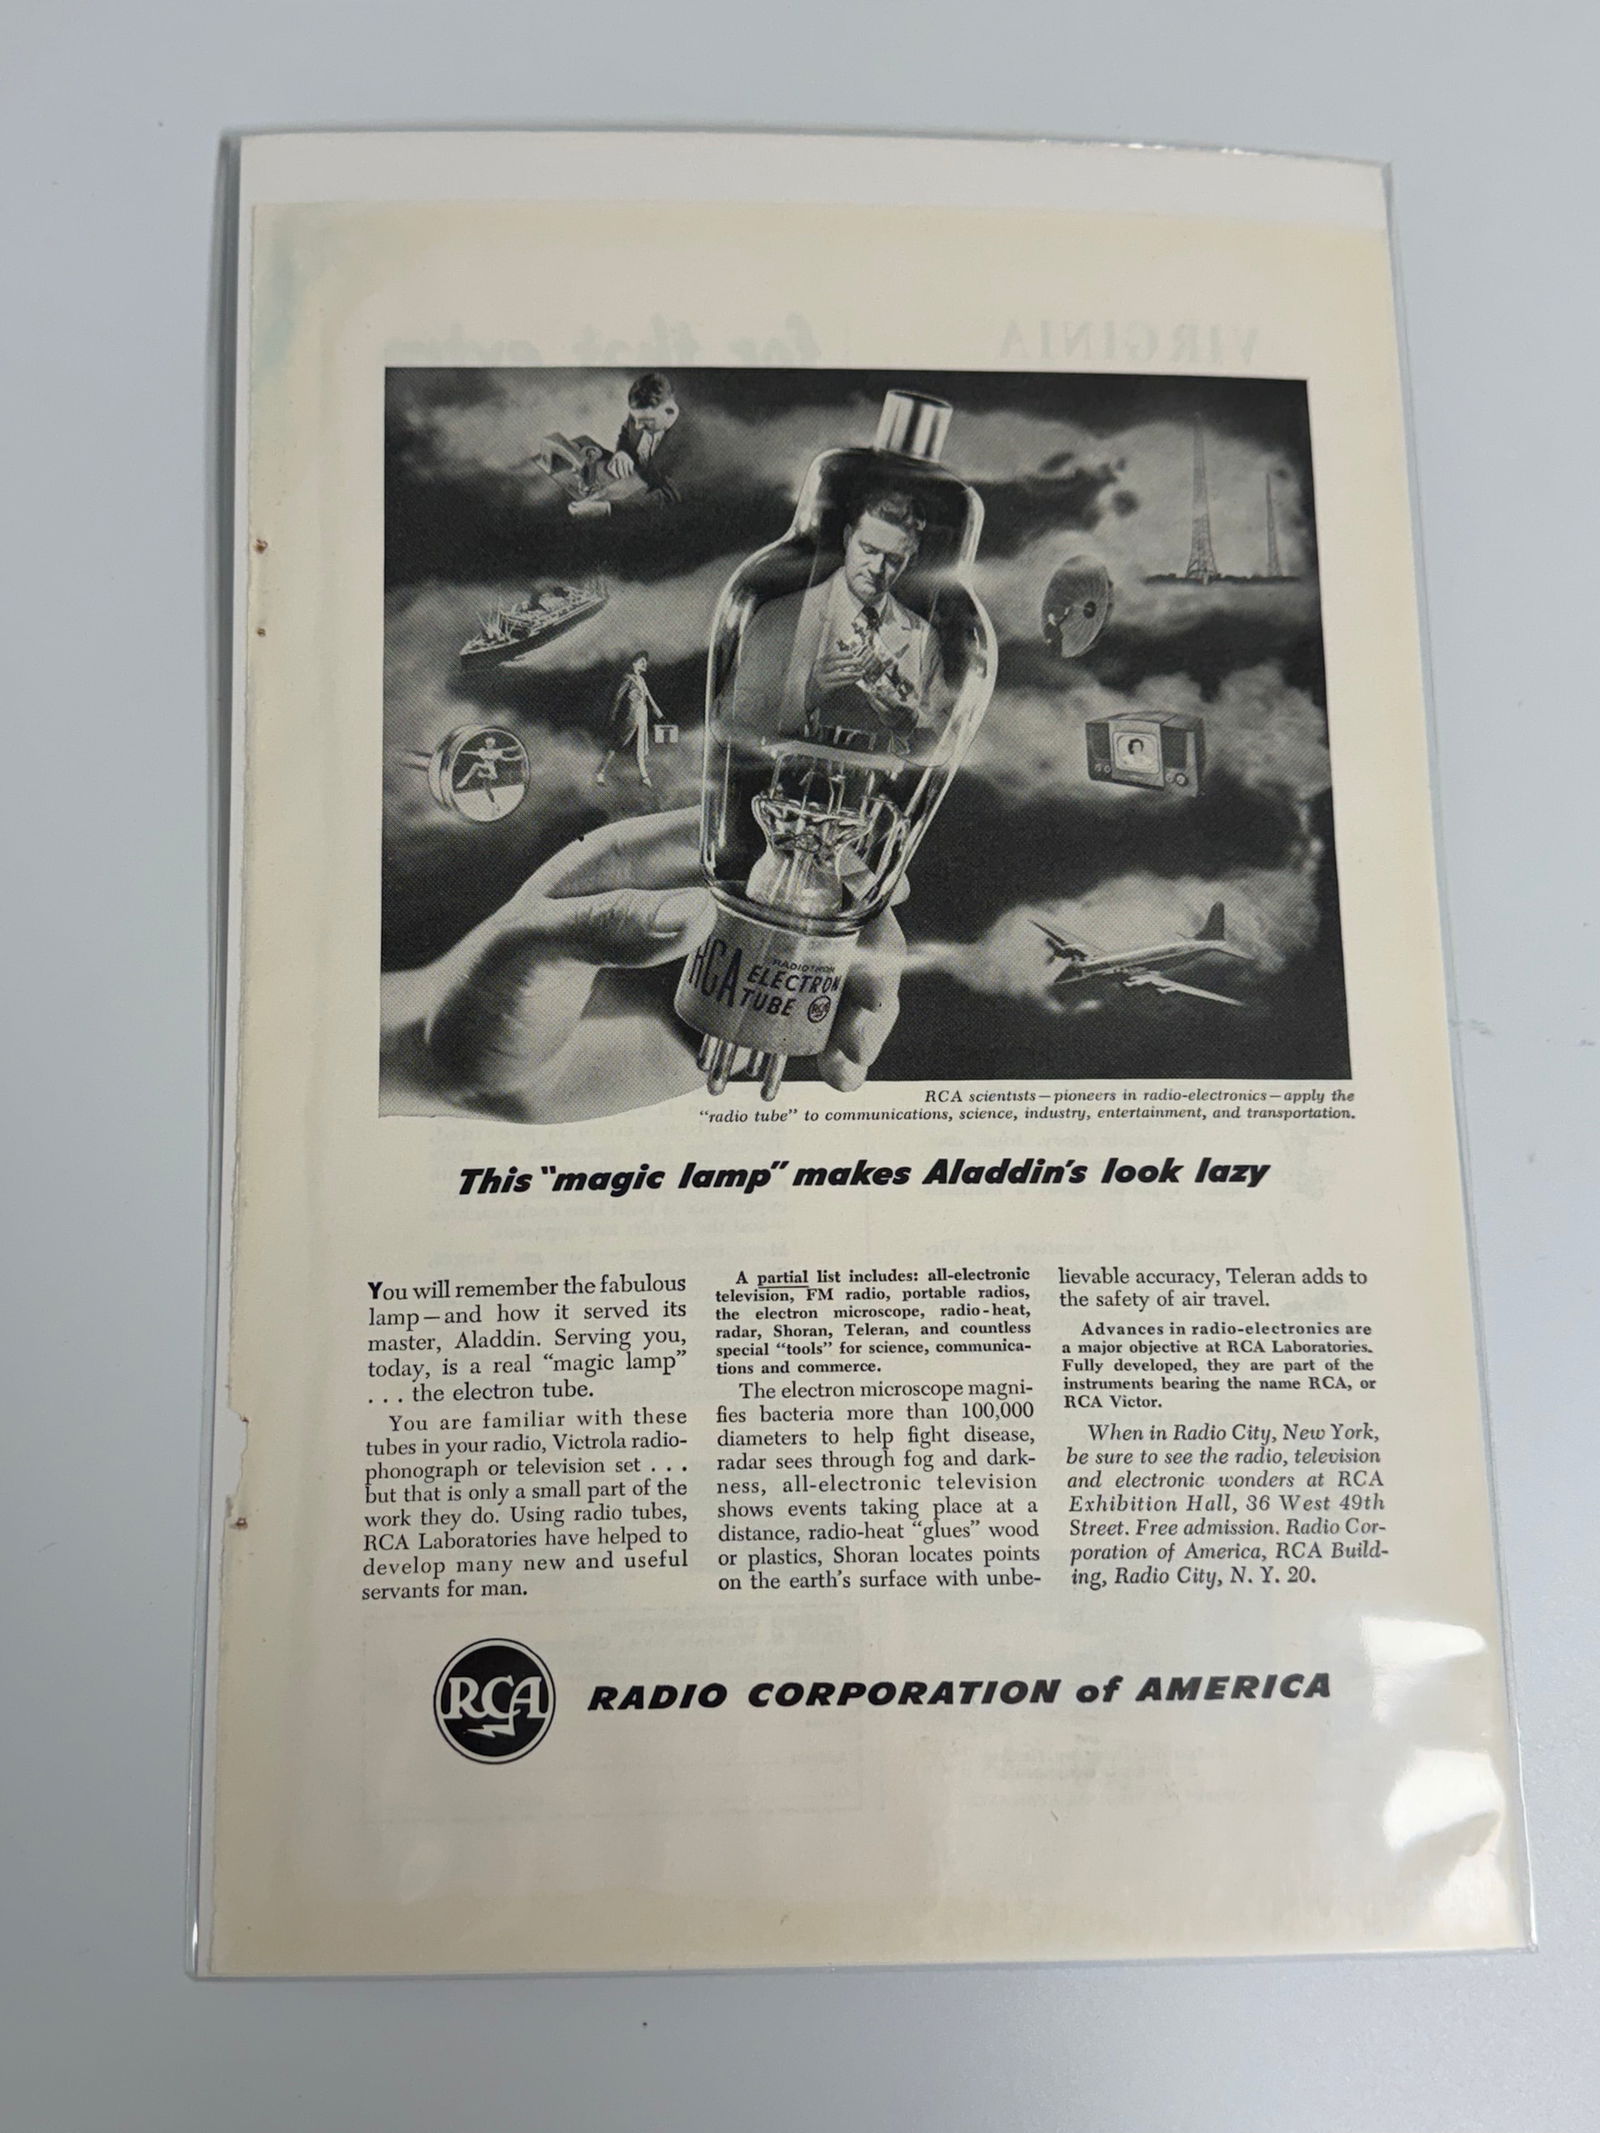 RCA
RADIOTRON
ELECTRON
TUBE
RCA
RCA scientists—pioneers in radio-electronics—apply the
“radio tube” to communications, science, industry, entertainment, and transportation.
This “magic lamp” makes Aladdin's look lazy
You will remember the fabulous
lamp—and how it served its
master, Aladdin. Serving you,
today, is a real “magic lamp”
. . . the electron tube.
You are familiar with these
tubes in your radio, Victrola radio-
phonograph or television set . . .
but that is only a small part of the
work they do. Using radio tubes,
RCA Laboratories have helped to
develop many new and useful
servants for man.
A partial list includes: all-electronic
television, FM radio, portable radios,
the electron microscope, radio-heat,
radar, Shoran, Teleran, and countless
special “tools” for science, communica-
tions and commerce.
The electron microscope magni-
fies bacteria more than 100,000
diameters to help fight disease,
radar sees through fog and dark-
ness, all-electronic television
shows events taking place at a
distance, radio-heat “glues” wood
or plastics, Shoran locates points
on the earth's surface with unbe-
lievable accuracy, Teleran adds to
the safety of air travel.
Advances in radio-electronics are
a major objective at RCA Laboratories.
Fully developed, they are part of the
instruments bearing the name RCA, or
RCA Victor.
When in Radio City, New York,
be sure to see the radio, television
and electronic wonders at RCA
Exhibition Hall, 36 West 49th
Street. Free admission. Radio Cor-
poration of America, RCA Build-
ing, Radio City, N. Y. 20.
RCA
RADIO CORPORATION of AMERICA
VIRGINIA
for that extra